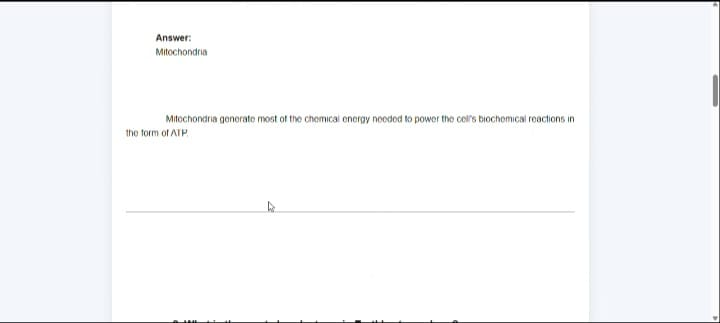 Answer:
Mitochondria
Mitochondria generate most of the chemical energy needed to power the cell's biochemical reactions in
the form of ATP.